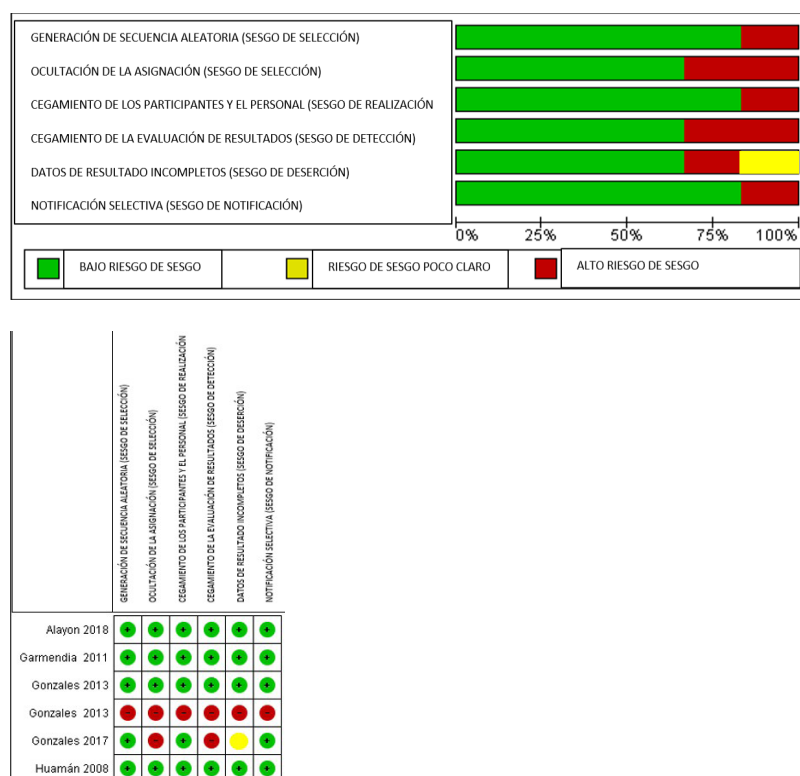 GENERACIÓN DE SECUENCIA ALEATORIA (SESGO DE SELECCIÓN)
OCULTACIÓN DE LA ASIGNACIÓN (SESGO DE SELECCIÓN)
CEGAMIENTO DE LOS PARTICIPANTES Y EL PERSONAL (SESGO DE REALIZACIÓN
CEGAMIENTO DE LA EVALUACIÓN DE RESULTADOS (SESGO DE DETECCIÓN)
DATOS DE RESULTADO INCOMPLETOS (SESGO DE DESERCIÓN)
NOTIFICACIÓN SELECTIVA (SESGO DE NOTIFICACIÓN)
0% 25% 50% 75% 100%
BAJO RIESGO DE SESGO RIESGO DE SESGO POCO CLARO ALTO RIESGO DE SESGO
GENERACIÓN DE SECUENCIA ALEATORIA (SESGO DE SELECCIÓN)
OCULTACIÓN DE LA ASIGNACIÓN (SESGO DE SELECCIÓN)
CEGAMIENTO DE LOS PARTICIPANTES Y EL PERSONAL (SESGO DE REALIZACIÓN
CEGAMIENTO DE LA EVALUACIÓN DE RESULTADOS (SESGO DE DETECCIÓN)
DATOS DE RESULTADO INCOMPLETOS (SESGO DE DESERCIÓN)
NOTIFICACIÓN SELECTIVA (SESGO DE NOTIFICACIÓN)
Alayon 2018 + + + + + +
Garmendia 2011 + + + + + +
Gonzales 2013 + + + + + +
Gonzales 2013 - - - - - -
Gonzales 2017 + - + - +
Huamán 2008 + + + + + +